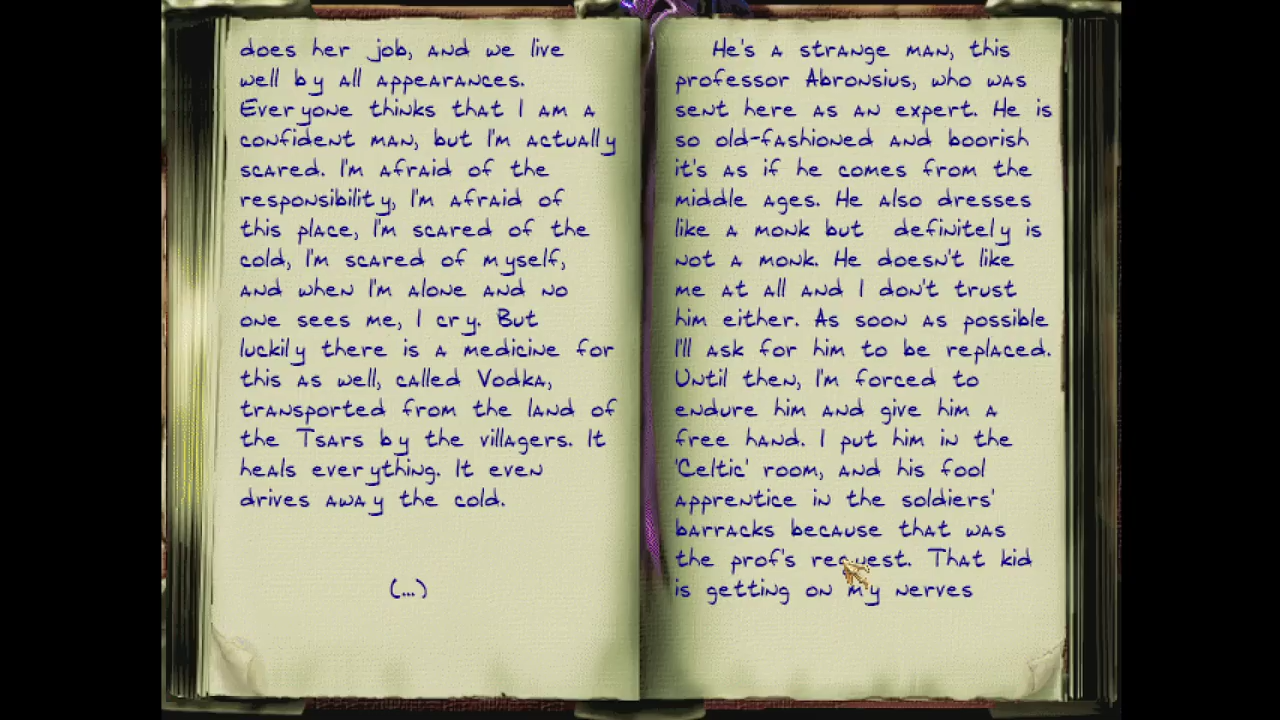 does her job, and we live
well by all appearances.
Everyone thinks that I am a
confident man, but I'm actually
scared. I'm afraid of the
responsibility, I'm afraid of
this place, I'm scared of the
cold, I'm scared of myself,
and when I'm alone and no
one sees me, I cry. But
luckily there is a medicine for
this as well, called Vodka,
transported from the land of
the Tsars by the villagers. It
heals everything. It even
drives away the cold.
(...)
He's a strange man, this
professor Abronsius, who was
sent here as an expert. He is
so old-fashioned and boorish
it's as if he comes from the
middle ages. He also dresses
like a monk but definitely is
not a monk. He doesn't like
me at all and I don't trust
him either. As soon as possible
I'll ask for him to be replaced.
Until then, I'm forced to
endure him and give him a
free hand. I put him in the
'Celtic' room, and his fool
apprentice in the soldiers'
barracks because that was
the prof's request. That kid
is getting on my nerves